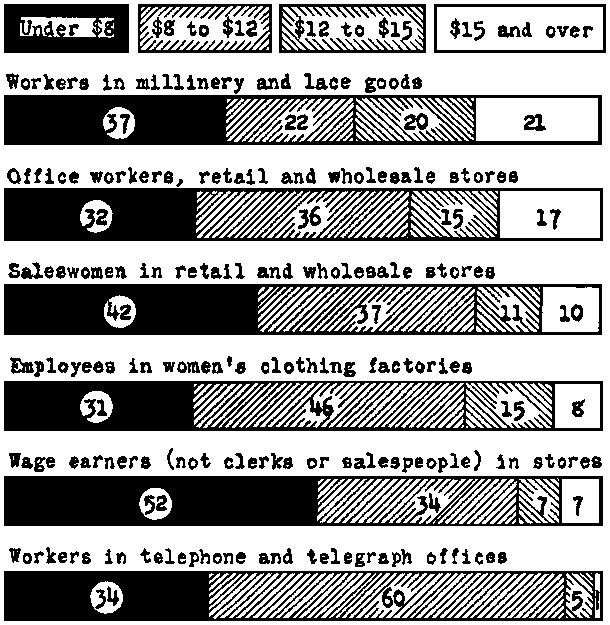 Under $8 $8 to $12 $12 to $15 $15 and over
Workers in millinery and lace goods
37 22 20 21
Office workers, retail and wholesale stores
32 36 15 17
Saleswomen in retail and wholesale stores
42 37 11 10
Employees in women's clothing factories
31 46 15 8
Wage earners (not clerks or salespeople) in stores
52 34 7 7
Workers in telephone and telegraph offices
34 60 5